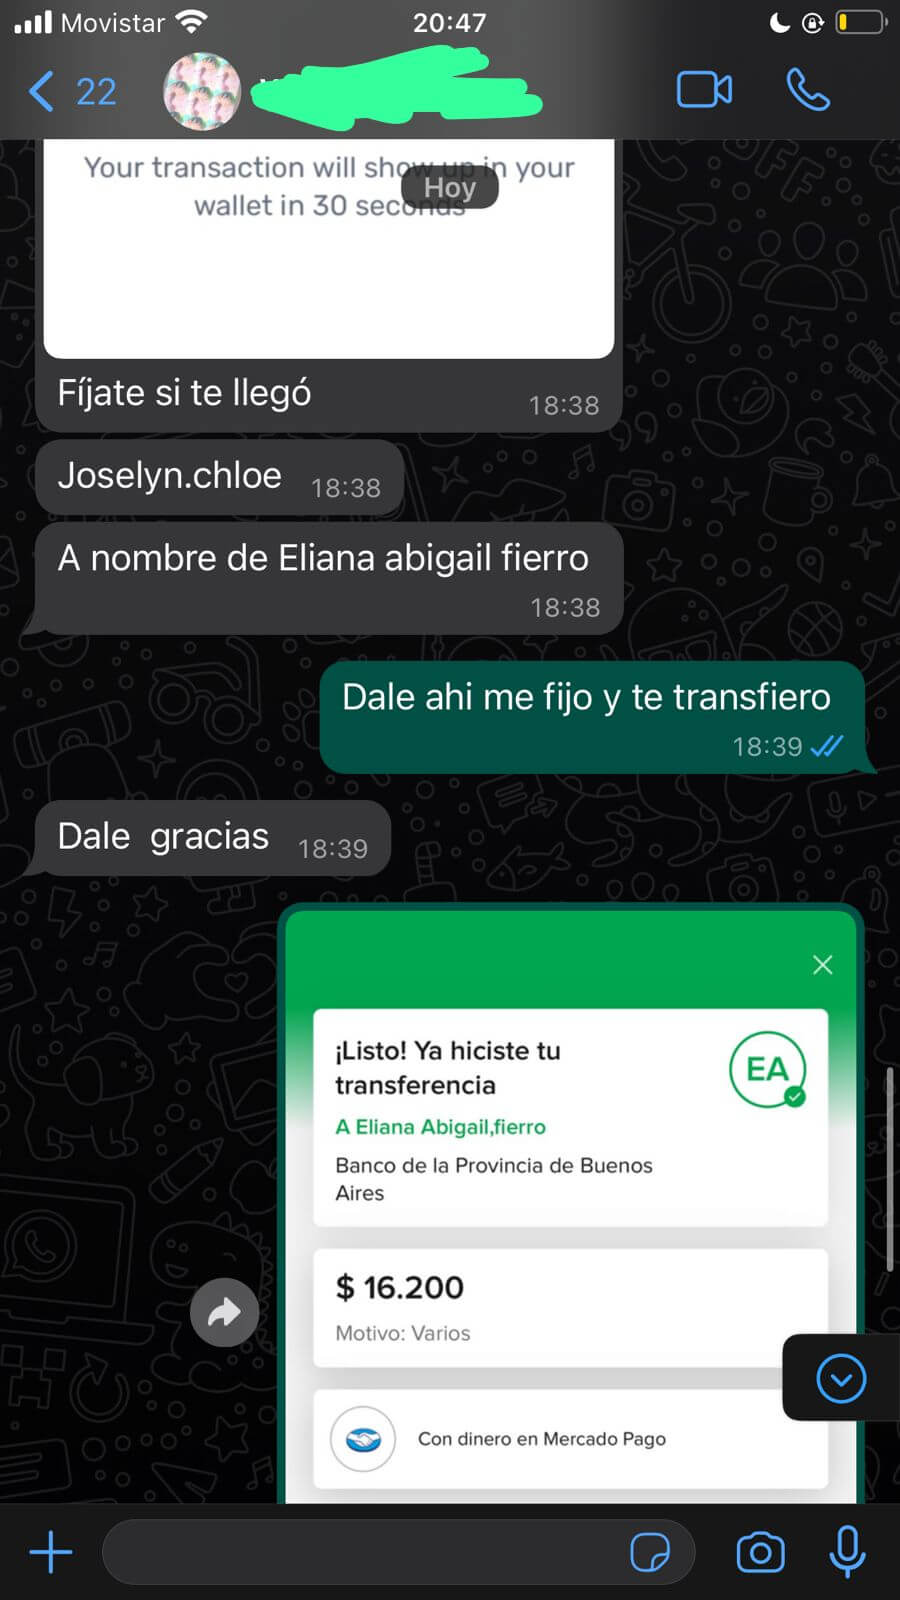 Movistar
20:47
22
Your transaction will show up in your
Hoy
wallet in 30 seconds
Fíjate si te llegó
18:38
Joselyn.chloe
18:38
A nombre de Eliana abigail fierro
18:38
Dale ahi me fijo y te transfiero
18:39
Dale gracias
18:39
¡Listo! Ya hiciste tu
transferencia
EA
A Eliana Abigail,fierro
Banco de la Provincia de Buenos
Aires
$ 16.200
Motivo: Varios
Con dinero en Mercado Pago